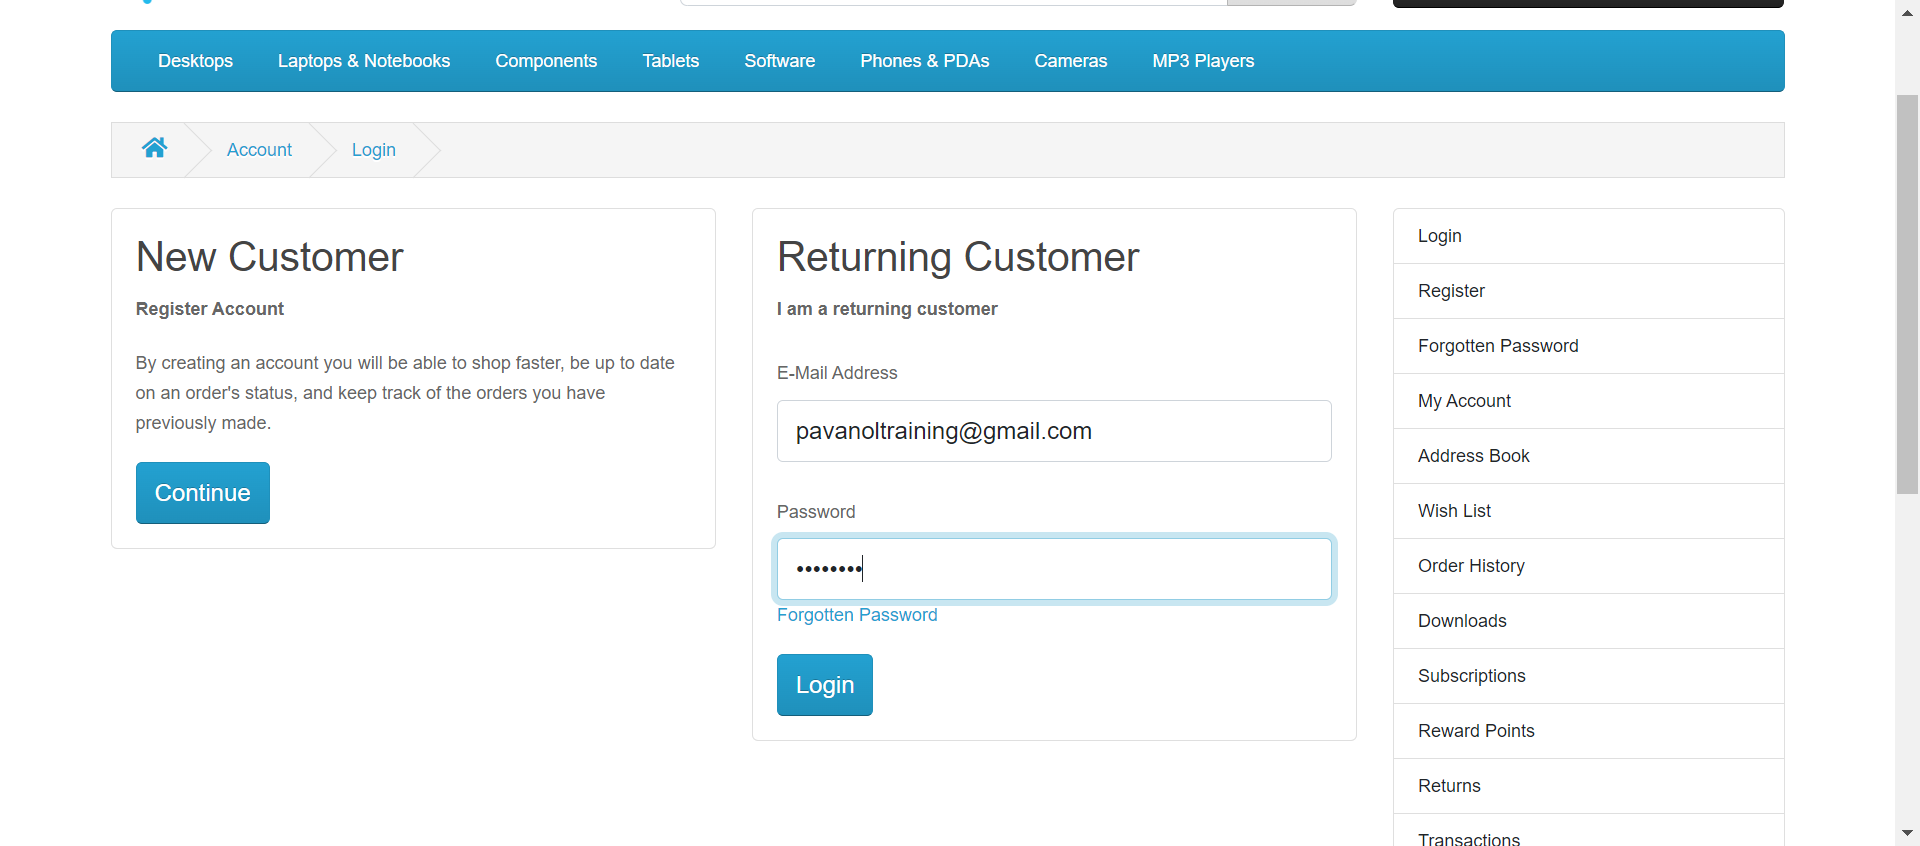 Desktops Laptops & Notebooks Components Tablets Software Phones & PDAs Cameras MP3 Players
Account Login
New Customer
Register Account
By creating an account you will be able to shop faster, be up to date
on an order's status, and keep track of the orders you have
previously made.
Continue
Returning Customer
I am a returning customer
E-Mail Address
pavanoltraining@gmail.com
Password
••••••••
Forgotten Password
Login
Login
Register
Forgotten Password
My Account
Address Book
Wish List
Order History
Downloads
Subscriptions
Reward Points
Returns
Transactions